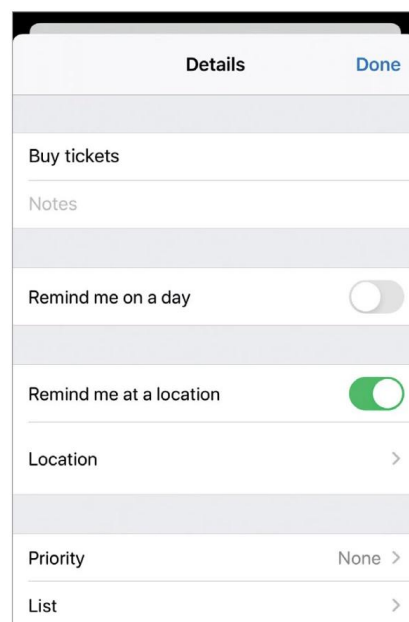 Details Done
Buy tickets
Notes
Remind me on a day
Remind me at a location
Location
Priority None
List